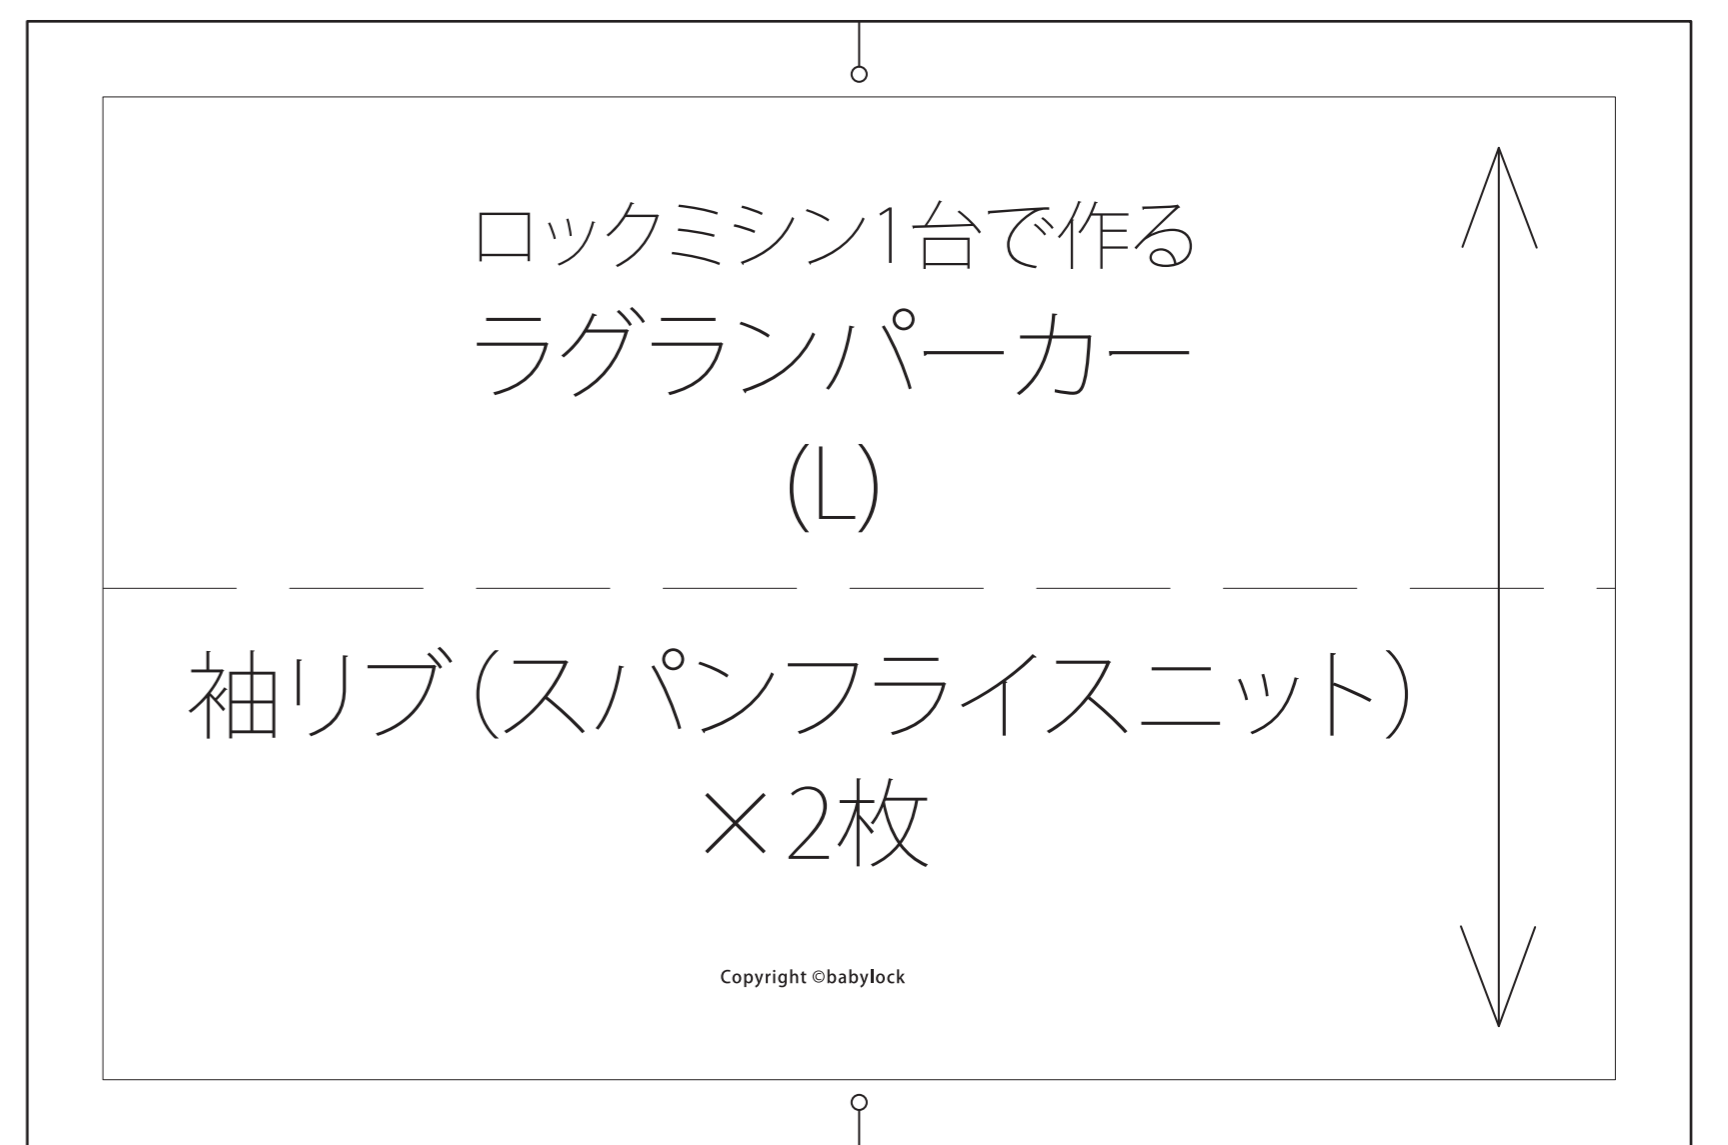 ロックミシン1台で作る
ラグランパーカー
(L)
袖リブ(スパンフライスニット)
×2枚
Copyright ©babylock